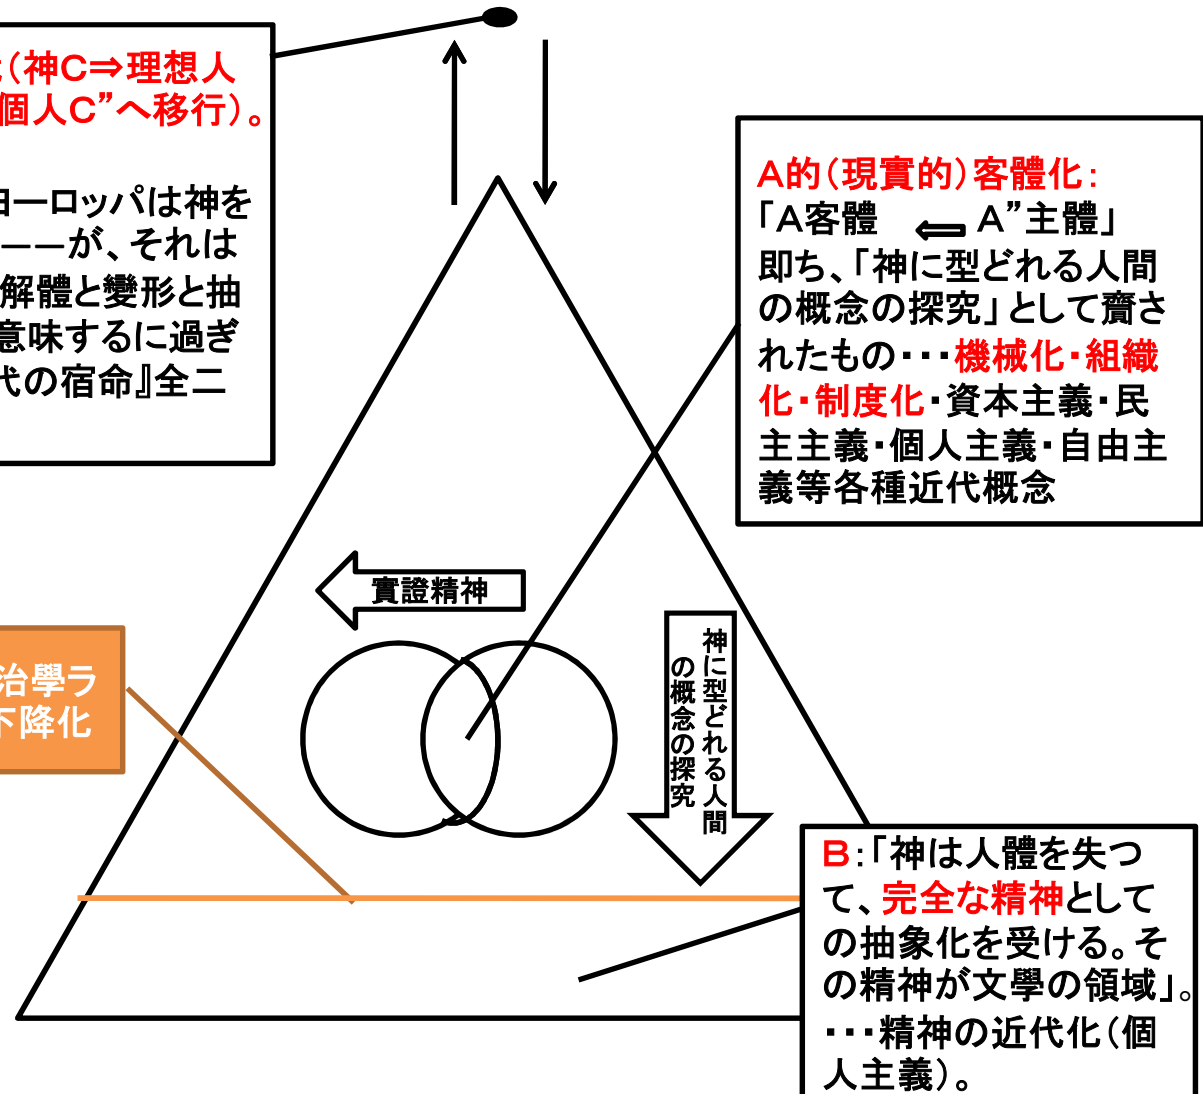 (神C⇒理想人
個人C”へ移行)。
ヨーロッパは神を
――が、それは
解體と變形と抽
意味するに過ぎ
代の宿命』全二
A的(現實的)客體化:
「A客體 ⇐ A”主體」
即ち、「神に型どれる人間
の概念の探究」として齎さ
れたもの・・・機械化・組織
化・制度化・資本主義・民
主主義・個人主義・自由主
義等各種近代概念
實證精神
神に型どれる人間
の概念の探究
治學ラ
下降化
B:「神は人體を失つ
て、完全な精神として
の抽象化を受ける。そ
の精神が文學の領域」。
・・・精神の近代化(個
人主義)。